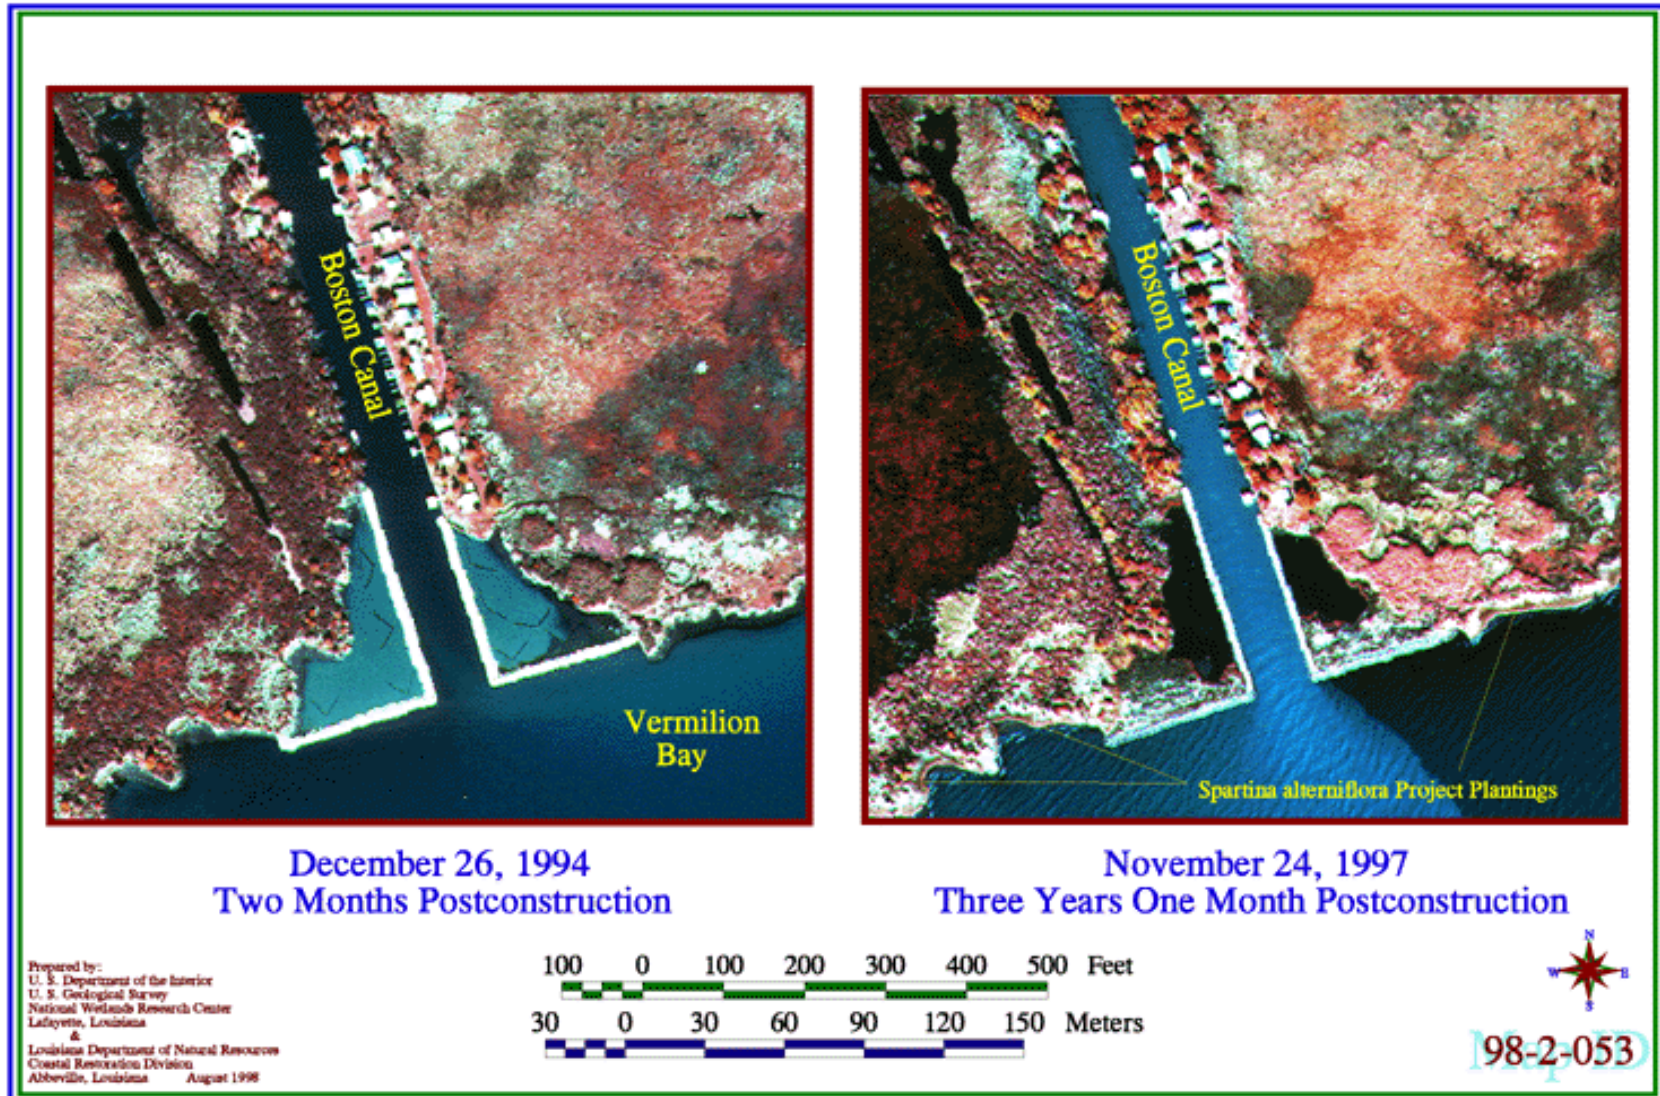 Boston Canal
Vermilion
Bay
Boston Canal
Spartina alterniflora Project Plantings
December 26, 1994
Two Months Postconstruction
November 24, 1997
Three Years One Month Postconstruction
Prepared by:
U. S. Department of the Interior
U. S. Geological Survey
National Wetlands Research Center
Lafayette, Louisiana
&
Louisiana Department of Natural Resources
Coastal Restoration Division
Abbeville, Louisiana August 1998
100 0 100 200 300 400 500 Feet
30 0 30 60 90 120 150 Meters
N
W E
S
Map ID
98-2-053